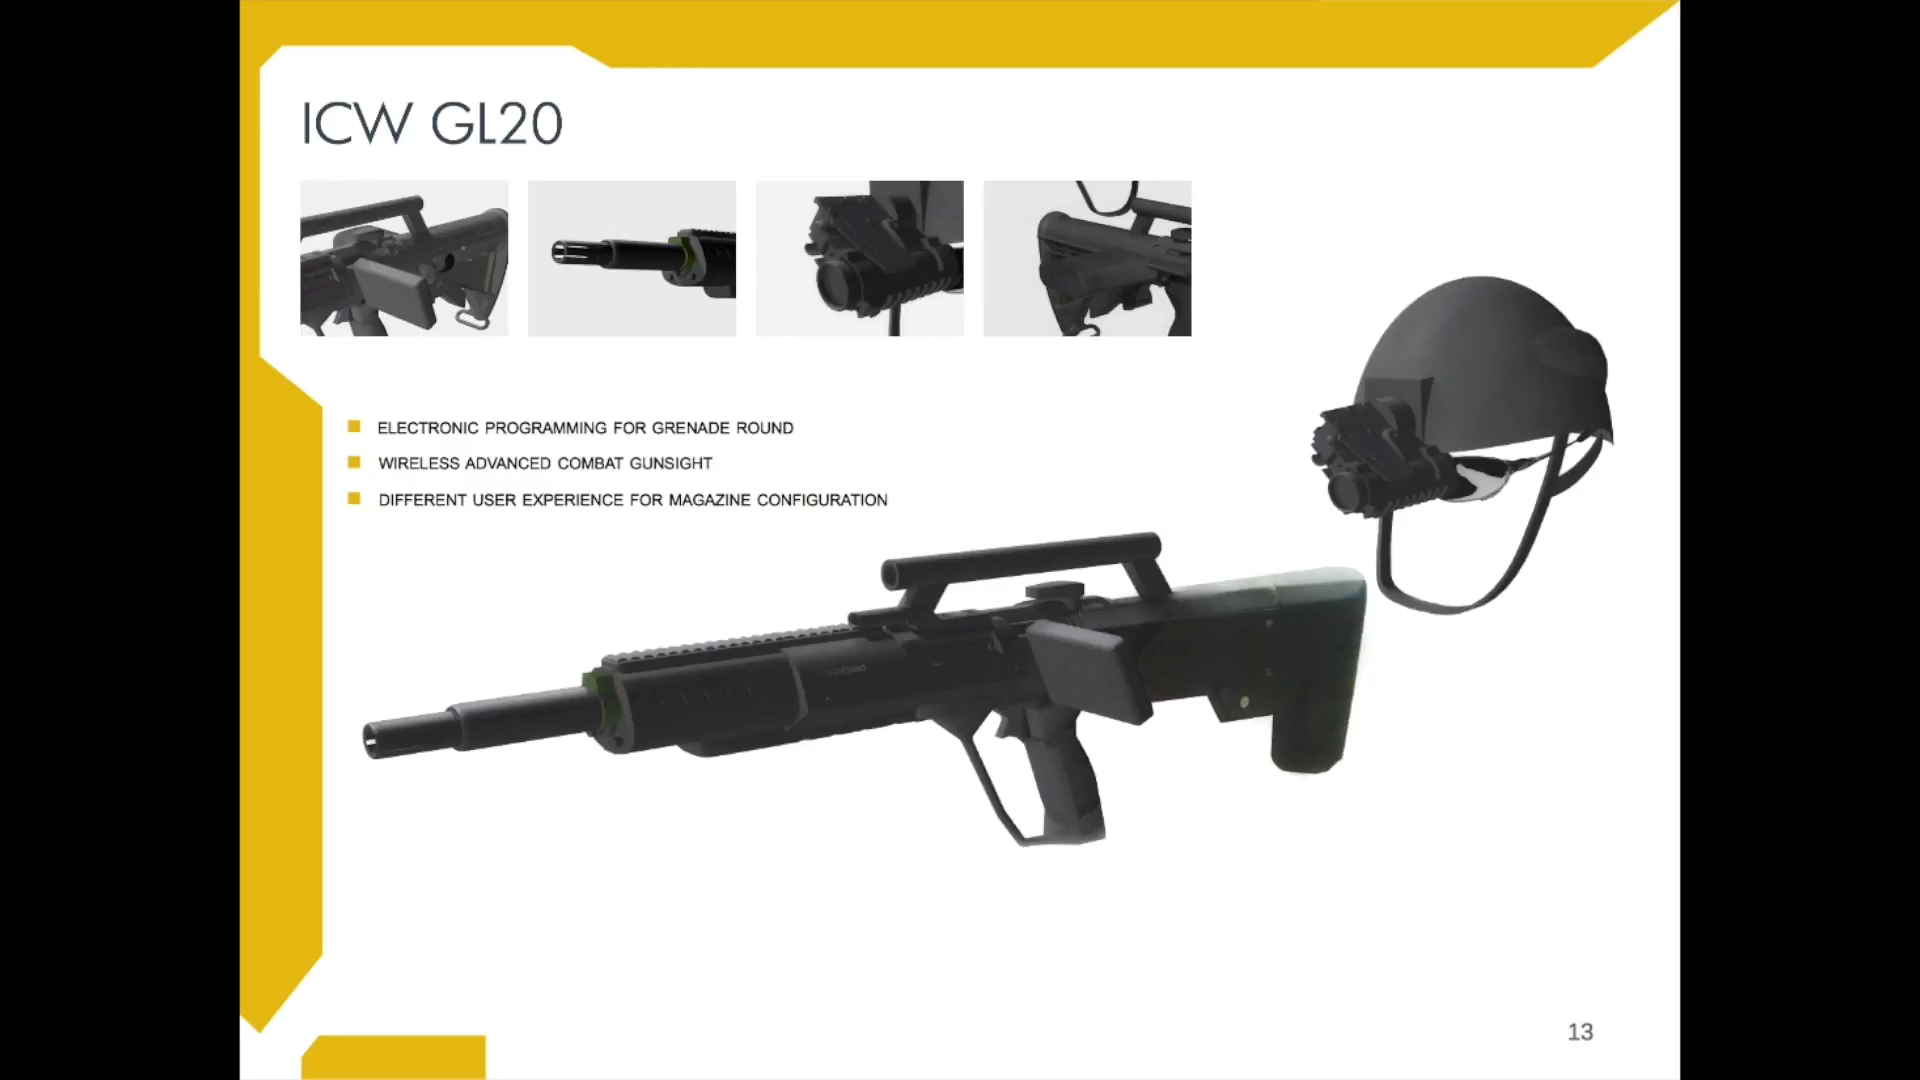 ICW GL20
ELECTRONIC PROGRAMMING FOR GRENADE ROUND
WIRELESS ADVANCED COMBAT GUNSIGHT
DIFFERENT USER EXPERIENCE FOR MAGAZINE CONFIGURATION
13